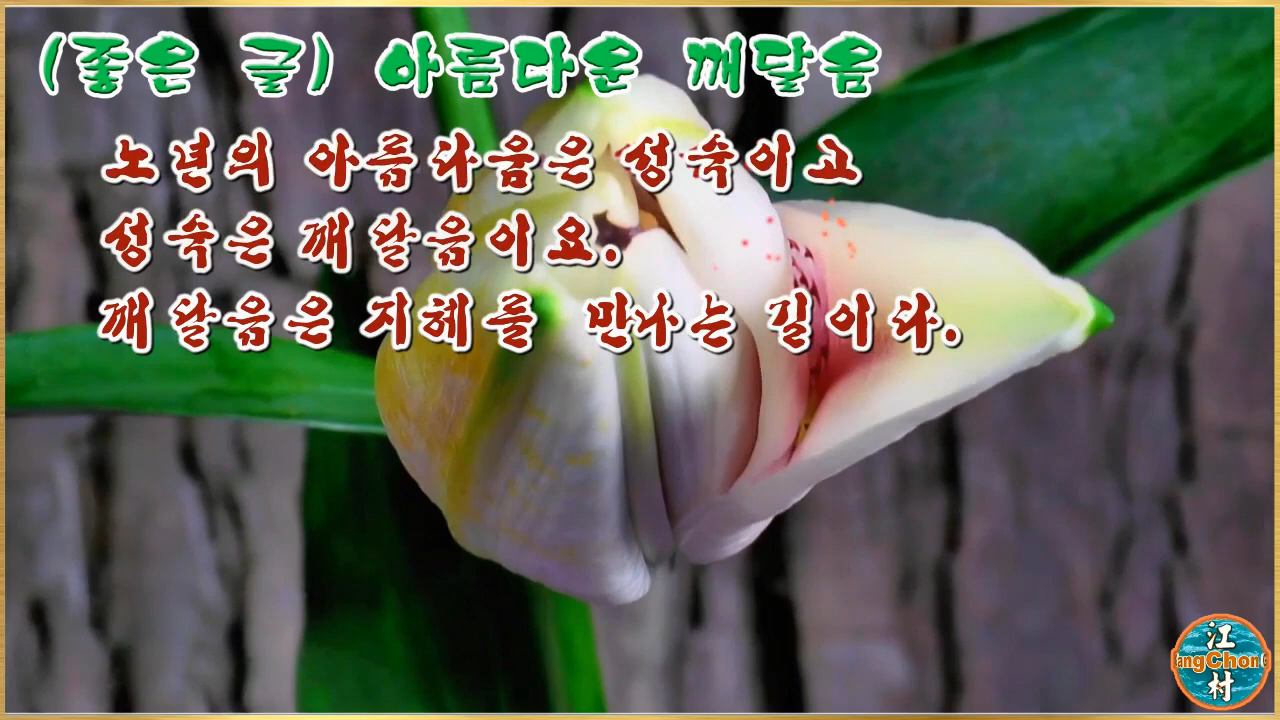 (좋은 글) 아름다운 깨달음
노년의 아름다움은 성숙이고
성숙은 깨달음이요.
깨달음은 지혜를 만나는 길이다.
江
angChon
村